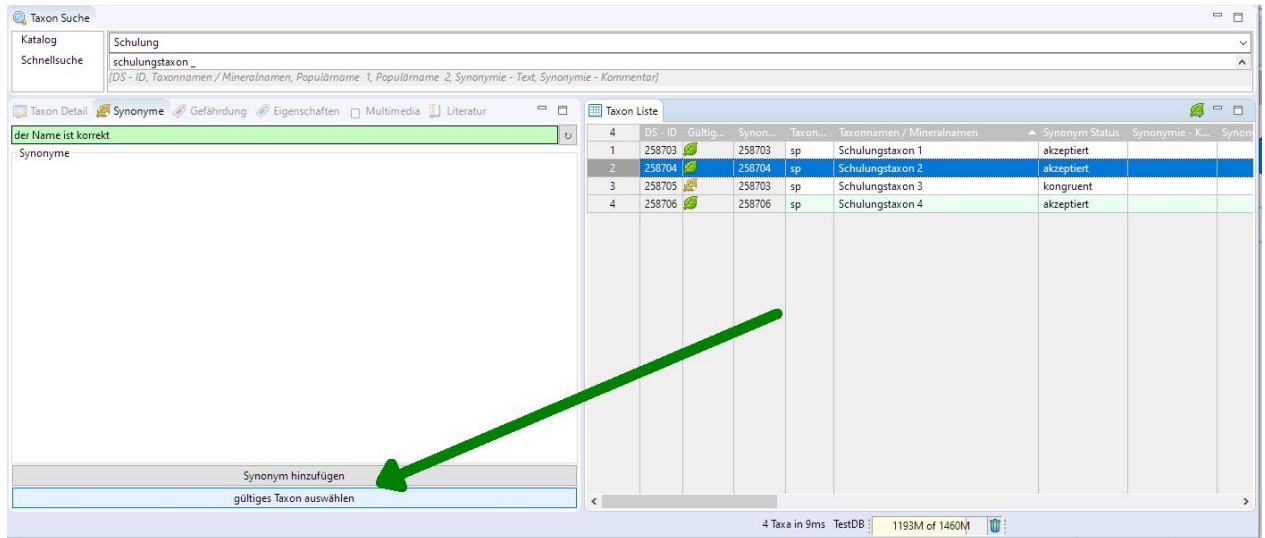 Taxon Suche
Katalog Schulung
Schnellsuche schulungstaxon _
[DS - ID, Taxonnamen / Mineralnamen, Populärname 1, Populärname 2, Synonymie - Text, Synonymie - Kommentar]
Taxon Detail Synonyme Gefährdung Eigenschaften Multimedia Literatur
der Name ist korrekt
Synonyme
Synonym hinzufügen
gültiges Taxon auswählen
Taxon Liste
4 DS - ID Gültig... Synon... Taxon... Taxonnamen / Mineralnamen Synonym Status Synonymie - K... Synon
1 258703 258703 sp Schulungstaxon 1 akzeptiert
2 258704 258704 sp Schulungstaxon 2 akzeptiert
3 258705 258703 sp Schulungstaxon 3 kongruent
4 258706 258706 sp Schulungstaxon 4 akzeptiert
4 Taxa in 9ms TestDB 1193M of 1460M